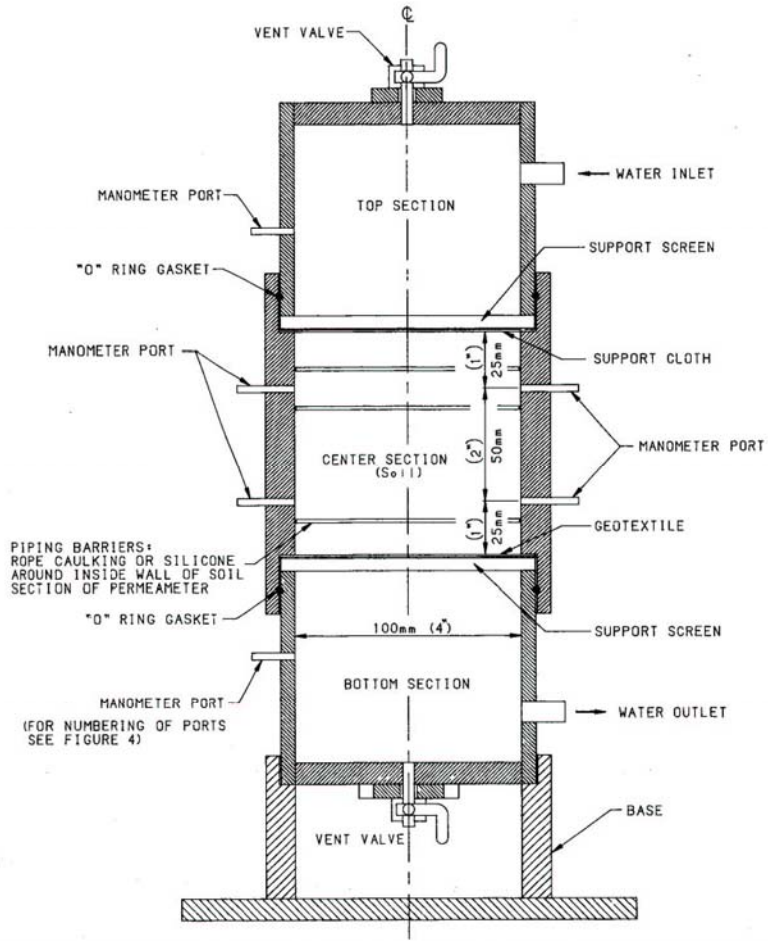 ℄
VENT VALVE
WATER INLET
MANOMETER PORT
TOP SECTION
SUPPORT SCREEN
"O" RING GASKET
(1")
25mm
SUPPORT CLOTH
MANOMETER PORT
(2")
50mm
MANOMETER PORT
CENTER SECTION
(Soil)
(1")
25mm
GEOTEXTILE
PIPING BARRIERS:
ROPE CAULKING OR SILICONE
AROUND INSIDE WALL OF SOIL
SECTION OF PERMEAMETER
"O" RING GASKET
100mm (4")
SUPPORT SCREEN
BOTTOM SECTION
MANOMETER PORT
(FOR NUMBERING OF PORTS
SEE FIGURE 4)
WATER OUTLET
BASE
VENT VALVE